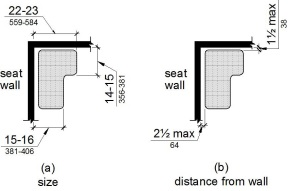 22-23
559-584
seat
wall
14-15
356-381
15-16
381-406
(a)
size
1½ max
38
seat
wall
2½ max
64
(b)
distance from wall